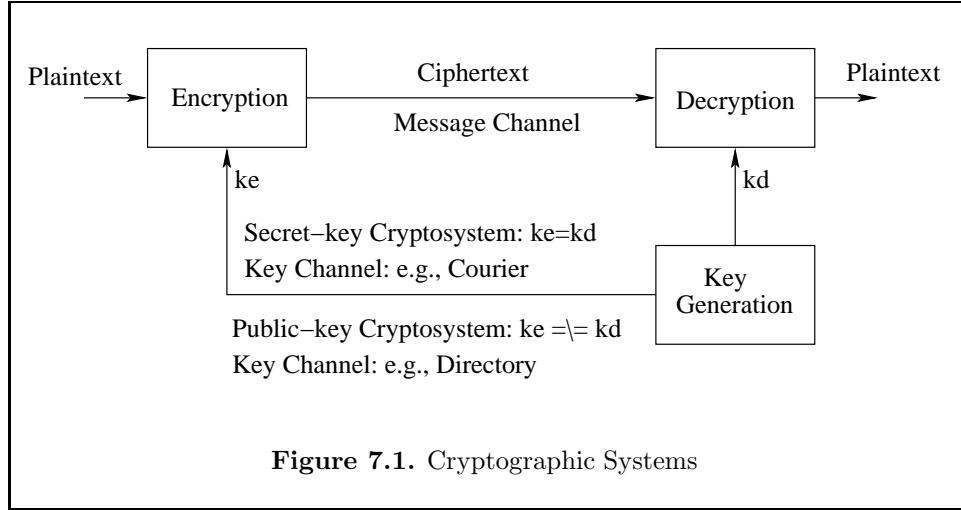 Plaintext
Encryption
Ciphertext
Message Channel
Decryption
Plaintext
ke
kd
Secret−key Cryptosystem: ke=kd
Key Channel: e.g., Courier
Key
Generation
Public−key Cryptosystem: ke =\= kd
Key Channel: e.g., Directory
Figure 7.1. Cryptographic Systems